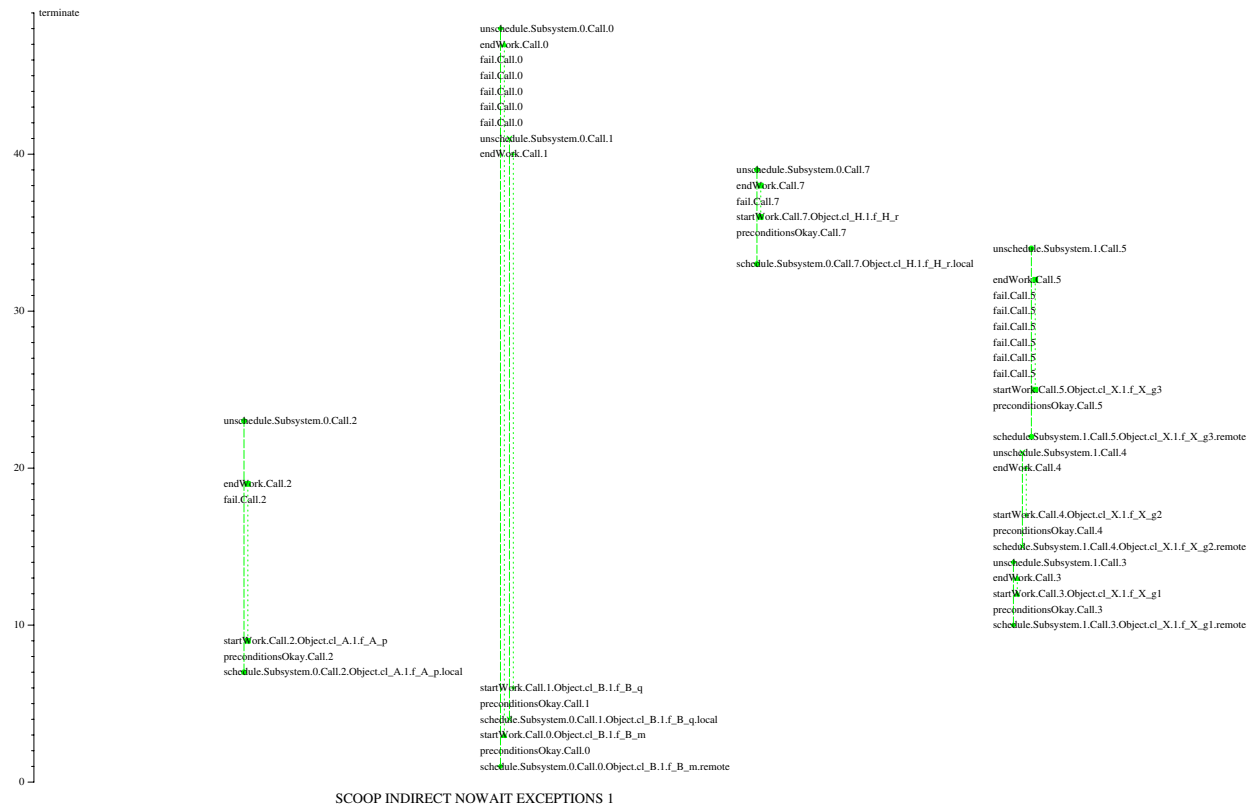 terminate
unschedule.Subsystem.0.Call.0
endWork.Call.0
fail.Call.0
fail.Call.0
fail.Call.0
fail.Call.0
fail.Call.0
unschedule.Subsystem.0.Call.1
40
endWork.Call.1
unschedule.Subsystem.0.Call.7
endWork.Call.7
fail.Call.7
startWork.Call.7.Object.cl_H.1.f_H_r
preconditionsOkay.Call.7
unschedule.Subsystem.1.Call.5
schedule.Subsystem.0.Call.7.Object.cl_H.1.f_H_r.local
endWork.Call.5
fail.Call.5
30
fail.Call.5
fail.Call.5
fail.Call.5
fail.Call.5
fail.Call.5
startWork.Call.5.Object.cl_X.1.f_X_g3
preconditionsOkay.Call.5
unschedule.Subsystem.0.Call.2
schedule.Subsystem.1.Call.5.Object.cl_X.1.f_X_g3.remote
unschedule.Subsystem.1.Call.4
20
endWork.Call.4
endWork.Call.2
fail.Call.2
startWork.Call.4.Object.cl_X.1.f_X_g2
preconditionsOkay.Call.4
schedule.Subsystem.1.Call.4.Object.cl_X.1.f_X_g2.remote
unschedule.Subsystem.1.Call.3
endWork.Call.3
startWork.Call.3.Object.cl_X.1.f_X_g1
preconditionsOkay.Call.3
10
schedule.Subsystem.1.Call.3.Object.cl_X.1.f_X_g1.remote
startWork.Call.2.Object.cl_A.1.f_A_p
preconditionsOkay.Call.2
schedule.Subsystem.0.Call.2.Object.cl_A.1.f_A_p.local
startWork.Call.1.Object.cl_B.1.f_B_q
preconditionsOkay.Call.1
schedule.Subsystem.0.Call.1.Object.cl_B.1.f_B_q.local
startWork.Call.0.Object.cl_B.1.f_B_m
preconditionsOkay.Call.0
schedule.Subsystem.0.Call.0.Object.cl_B.1.f_B_m.remote
0
SCOOP INDIRECT NOWAIT EXCEPTIONS 1